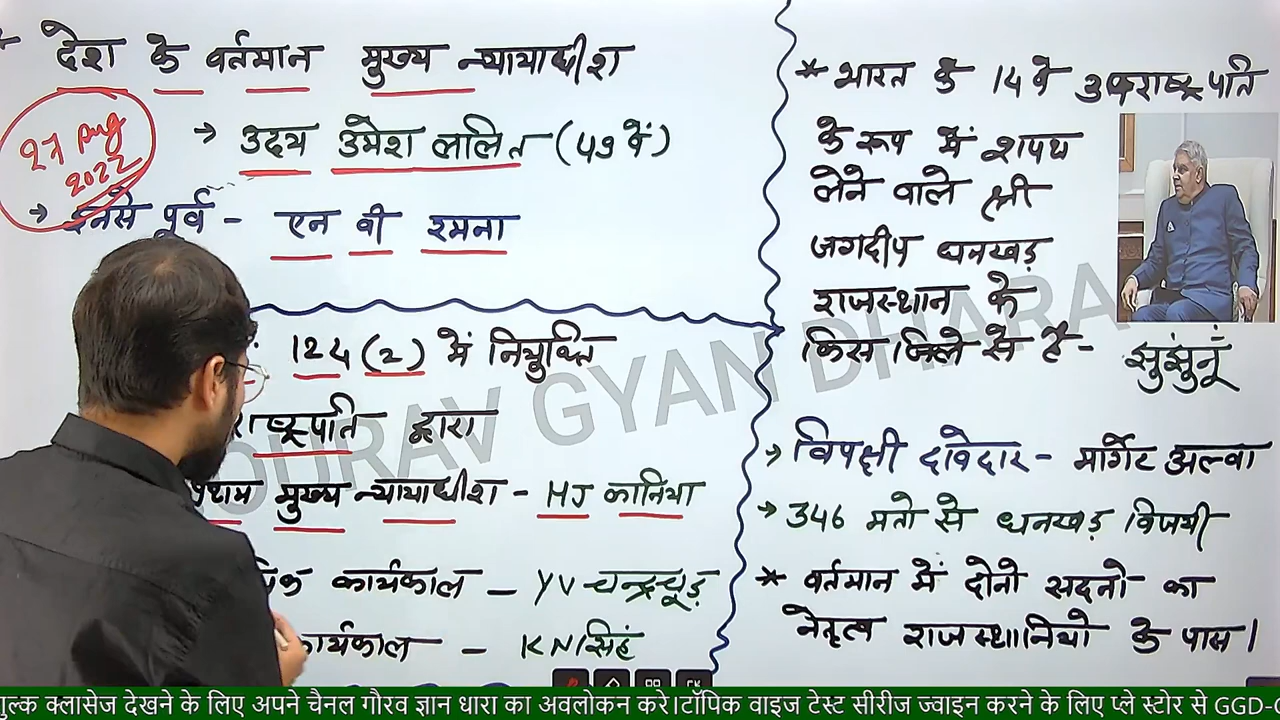 * देश के वर्तमान मुख्य न्यायाधीश
27 Aug 2022
→ उदय उमेश ललित (49 वें)
→ इनसे पूर्व - एन वी रमना
124 (2) में नियुक्ति
राष्ट्रपति द्वारा
प्रथम मुख्य न्यायाधीश - HJ कानिया
कार्यकाल - YV चन्द्रचूड़
कार्यकाल - KN सिंह
* भारत के 14 वें उपराष्ट्रपति
के रूप में शपथ
लेने वाले श्री
जगदीप धनखड़
राजस्थान के
किस जिले से है - झुंझुनूं
→ विपक्षी दावेदार - मार्गेट अल्वा
→ 346 मतो से धनखड़ विजयी
* वर्तमान में दोनो सदनो का
नेतृत्व राजस्थानियो के पास।
GOURAV GYAN DHARA
ुल्क क्लासेज देखने के लिए अपने चैनल गौरव ज्ञान धारा का अवलोकन करे।टॉपिक वाइज टेस्ट सीरीज ज्वाइन करने के लिए प्ले स्टोर से GGD-